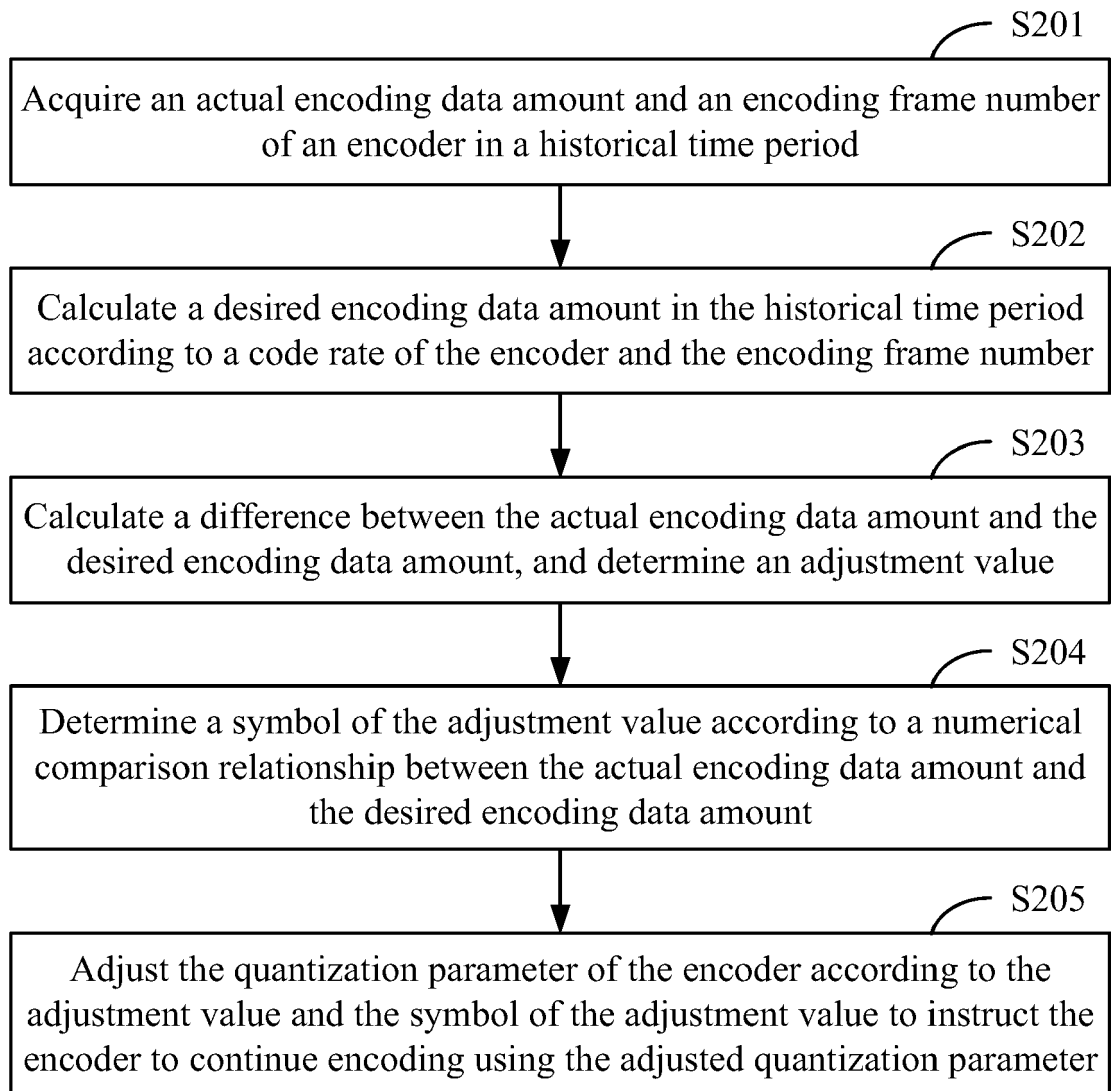 S201
Acquire an actual encoding data amount and an encoding frame number
of an encoder in a historical time period
S202
Calculate a desired encoding data amount in the historical time period
according to a code rate of the encoder and the encoding frame number
S203
Calculate a difference between the actual encoding data amount and the
desired encoding data amount, and determine an adjustment value
S204
Determine a symbol of the adjustment value according to a numerical
comparison relationship between the actual encoding data amount and
the desired encoding data amount
S205
Adjust the quantization parameter of the encoder according to the
adjustment value and the symbol of the adjustment value to instruct the
encoder to continue encoding using the adjusted quantization parameter